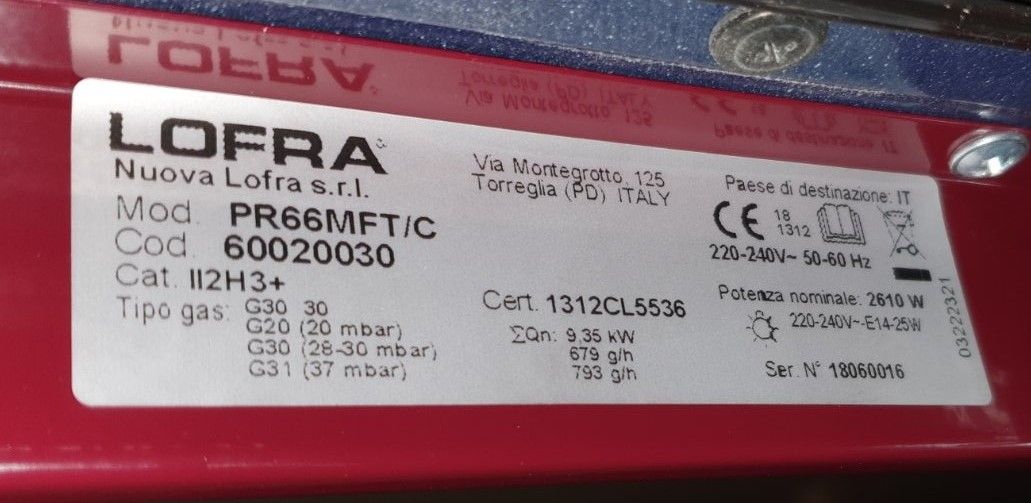 LOFRA
Nuova Lofra s.r.l.
Mod. PR66MFT/C
Cod. 60020030
Cat. II2H3+
Tipo gas: G30 30
G20 (20 mbar)
G30 (28-30 mbar)
G31 (37 mbar)
Via Montegrotto, 125
Torreglia (PD) ITALY
Cert. 1312CL5536
ΣQn: 9,35 kW
679 g/h
793 g/h
Paese di destinazione: IT
CE 18
1312
220-240V~ 50-60 Hz
Potenza nominale: 2610 W
220-240V~-E14-25W
Ser. N° 18060016
03222321